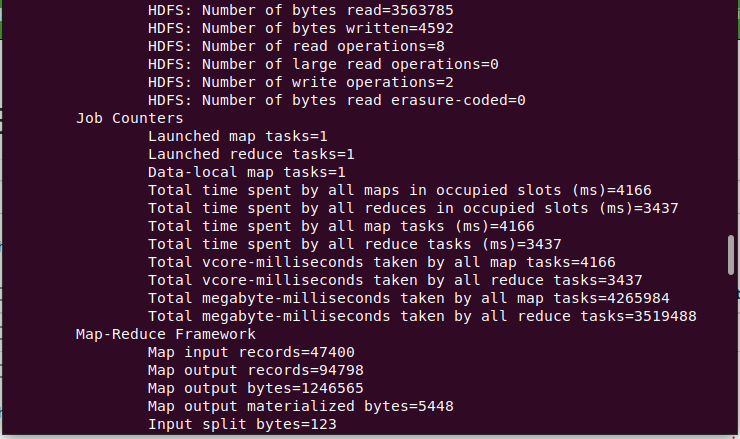 HDFS: Number of bytes read=3563785
HDFS: Number of bytes written=4592
HDFS: Number of read operations=8
HDFS: Number of large read operations=0
HDFS: Number of write operations=2
HDFS: Number of bytes read erasure-coded=0
Job Counters
Launched map tasks=1
Launched reduce tasks=1
Data-local map tasks=1
Total time spent by all maps in occupied slots (ms)=4166
Total time spent by all reduces in occupied slots (ms)=3437
Total time spent by all map tasks (ms)=4166
Total time spent by all reduce tasks (ms)=3437
Total vcore-milliseconds taken by all map tasks=4166
Total vcore-milliseconds taken by all reduce tasks=3437
Total megabyte-milliseconds taken by all map tasks=4265984
Total megabyte-milliseconds taken by all reduce tasks=3519488
Map-Reduce Framework
Map input records=47400
Map output records=94798
Map output bytes=1246565
Map output materialized bytes=5448
Input split bytes=123